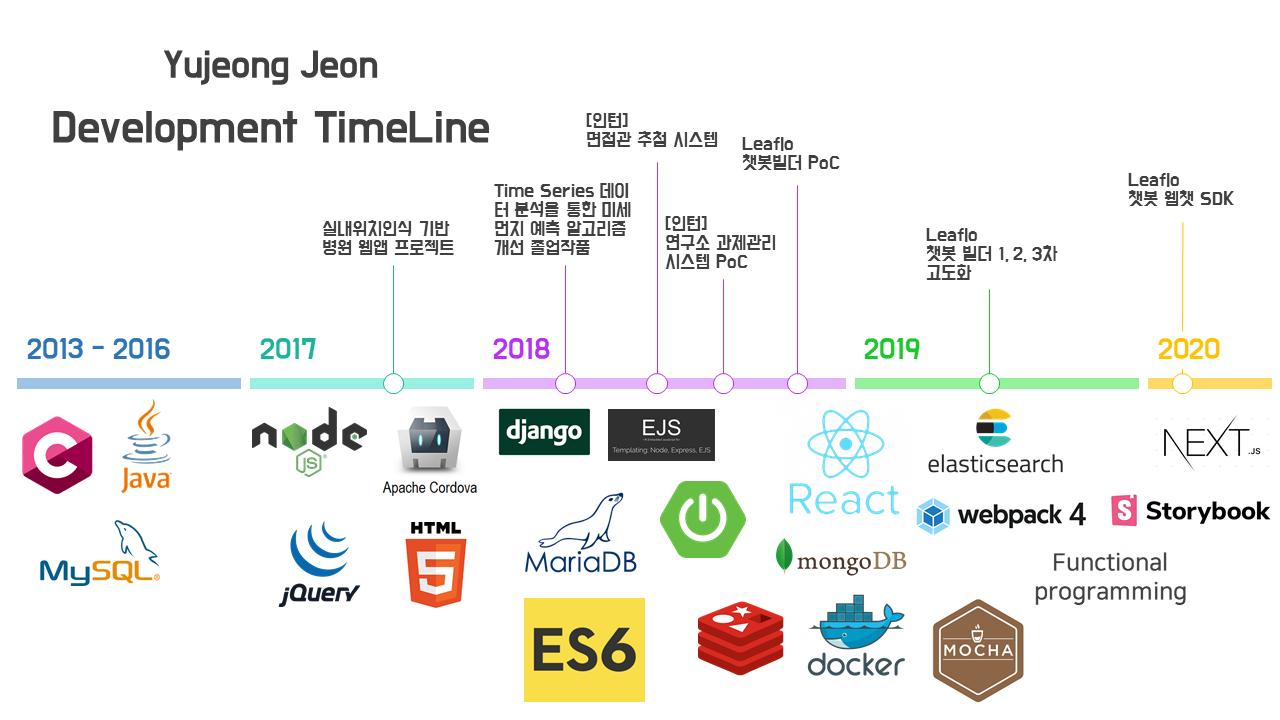 Yujeong Jeon
Development TimeLine
[인턴]
면접관 추첨 시스템
Leaflo
챗봇빌더 PoC
Leaflo
챗봇 웹챗 SDK
Time Series 데이
터 분석을 통한 미세
먼지 예측 알고리즘
개선 졸업작품
실내위치인식 기반
병원 웹앱 프로젝트
[인턴]
연구소 과제관리
시스템 PoC
Leaflo
챗봇 빌더 1, 2, 3차
고도화
2013 - 2016
2017
2018
2019
2020
C
Java
MySQL®
node
JS
Apache Cordova
jQuery
HTML
5
django
EJS
Templating: Node, Express, EJS
MariaDB
ES6
React
mongoDB
docker
elasticsearch
webpack 4
MOCHA
NEXT.JS
S Storybook
Functional
programming